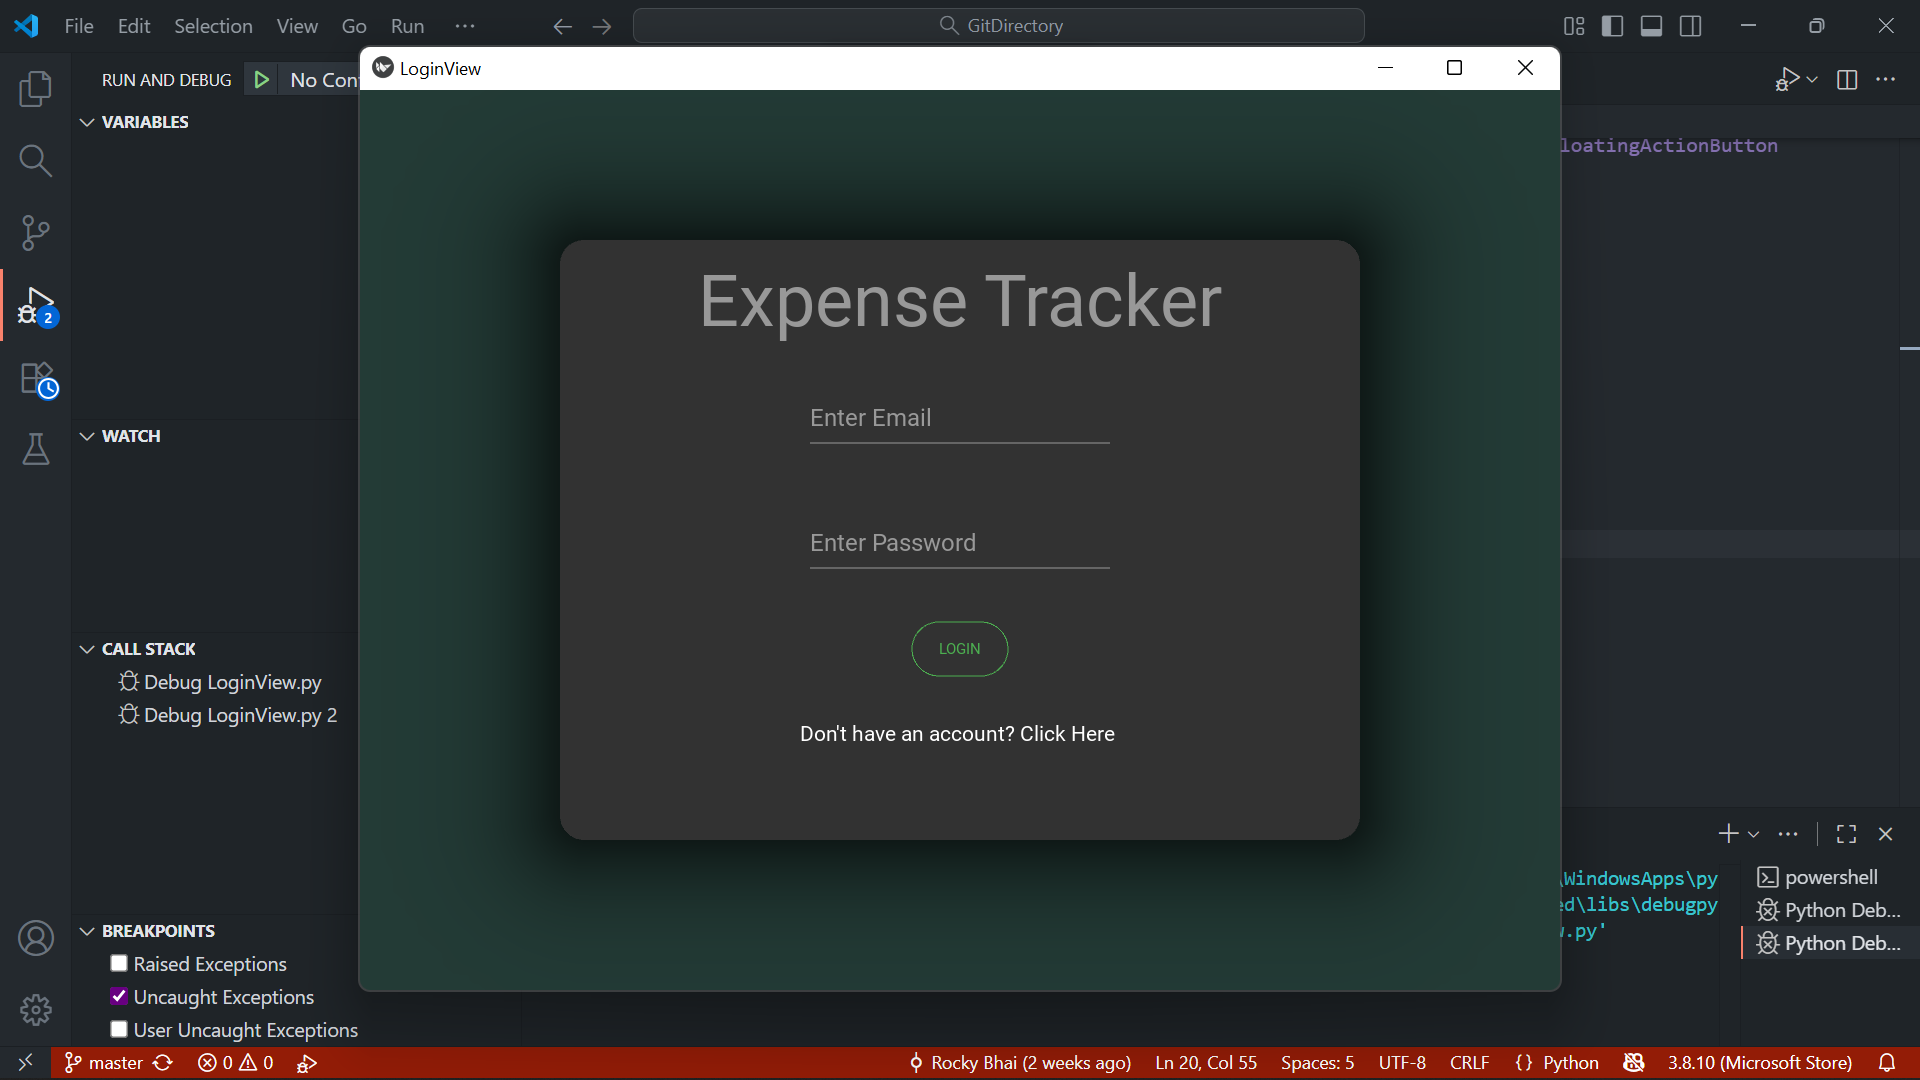 File Edit Selection View Go Run ···
GitDirectory
RUN AND DEBUG No Con
LoginView
VARIABLES
loatingActionButton
Expense Tracker
2
Enter Email
WATCH
Enter Password
LOGIN
CALL STACK
Debug LoginView.py
Debug LoginView.py 2
Don't have an account? Click Here
\WindowsApps\py
ed\libs\debugpy
.py'
powershell
Python Deb...
Python Deb...
BREAKPOINTS
Raised Exceptions
Uncaught Exceptions
User Uncaught Exceptions
master 0 0 Rocky Bhai (2 weeks ago) Ln 20, Col 55 Spaces: 5 UTF-8 CRLF {} Python 3.8.10 (Microsoft Store)